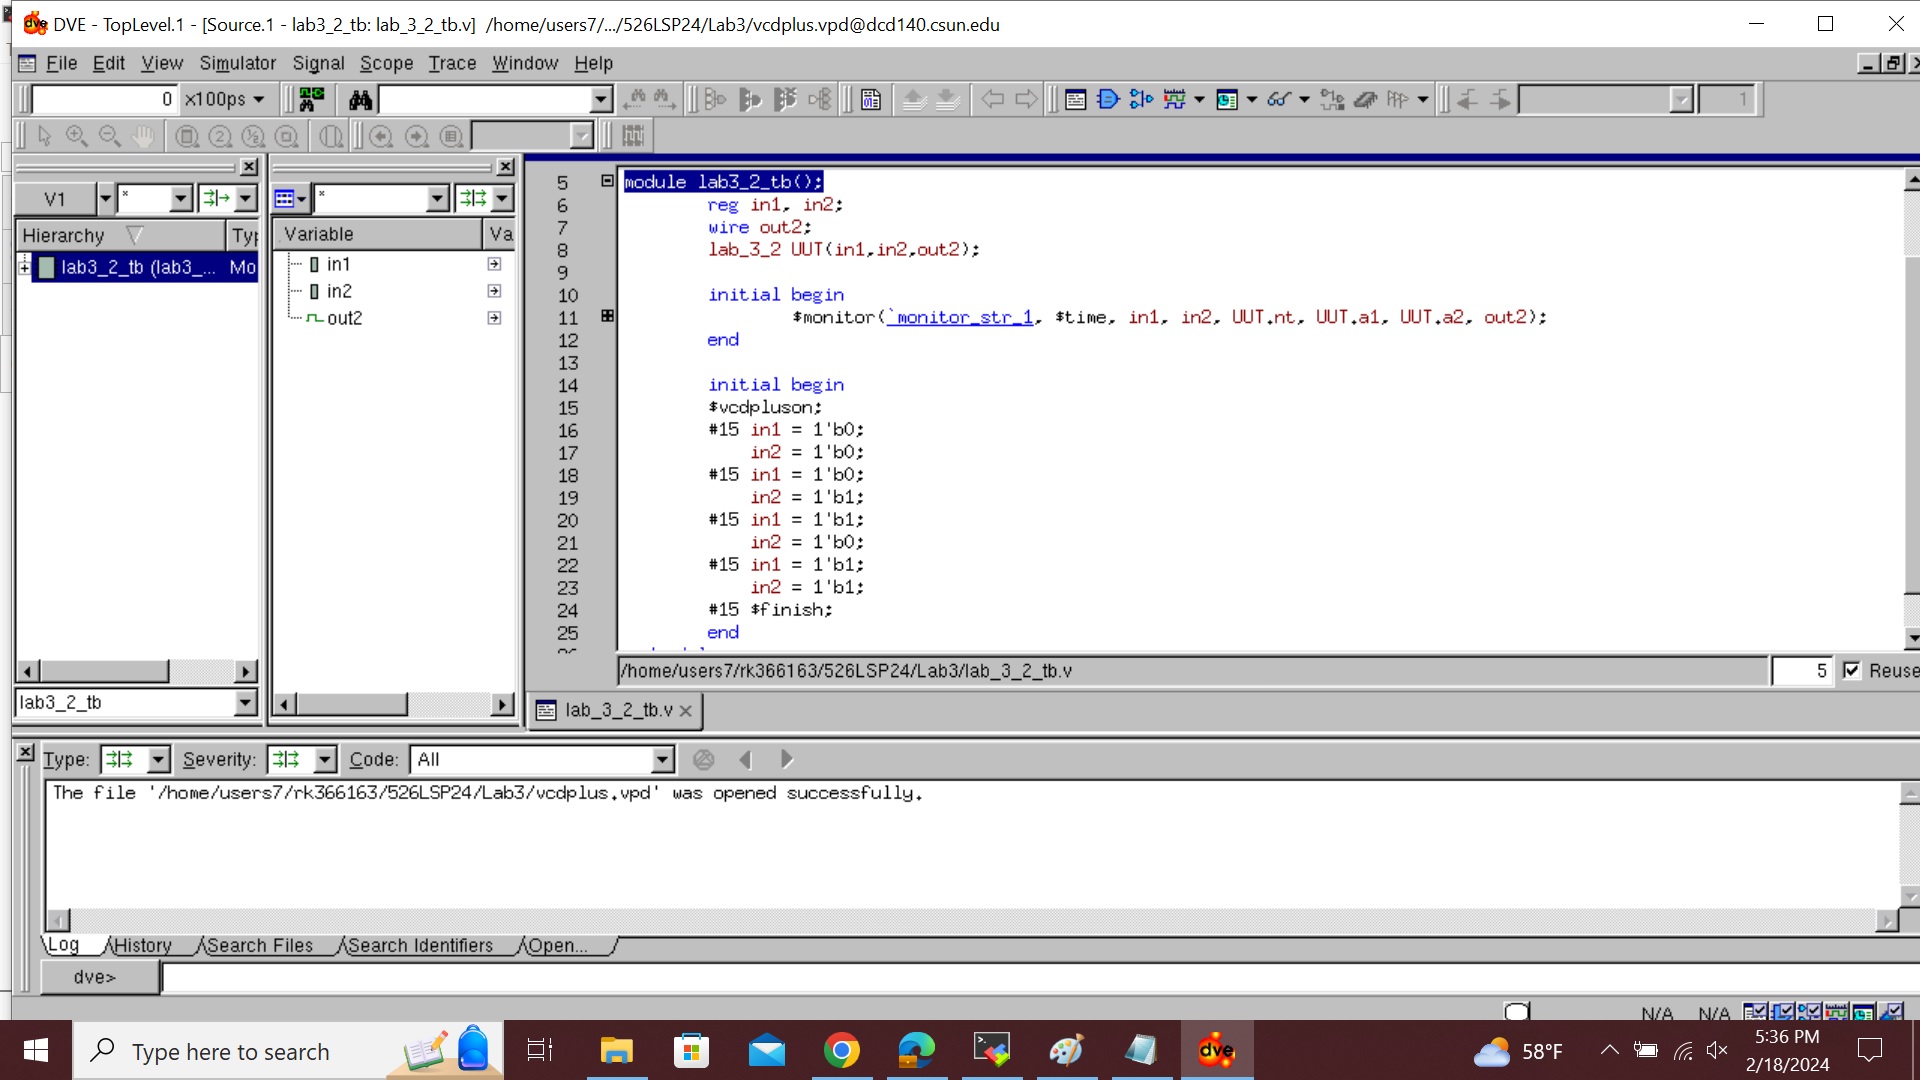 DVE - TopLevel.1 - [Source.1 - lab3_2_tb: lab_3_2_tb.v]  /home/users7/.../526LSP24/Lab3/vcdplus.vpd@dcd140.csun.edu
File Edit View Simulator Signal Scope Trace Window Help
0 x100ps
1
V1 * *
Hierarchy Typ
Variable Va
lab3_2_tb (lab3_... Mo
in1
in2
out2
5 module lab3_2_tb();
6 reg in1, in2;
7 wire out2;
8 lab_3_2 UUT(in1,in2,out2);
9
10 initial begin
11 $monitor(`monitor_str_1, $time, in1, in2, UUT.nt, UUT.a1, UUT.a2, out2);
12 end
13
14 initial begin
15 $vcdpluson;
16 #15 in1 = 1'b0;
17 in2 = 1'b0;
18 #15 in1 = 1'b0;
19 in2 = 1'b1;
20 #15 in1 = 1'b1;
21 in2 = 1'b0;
22 #15 in1 = 1'b1;
23 in2 = 1'b1;
24 #15 $finish;
25 end
/home/users7/rk366163/526LSP24/Lab3/lab_3_2_tb.v 5 Reuse
lab3_2_tb
lab_3_2_tb.v
Type: Severity: Code: All
The file '/home/users7/rk366163/526LSP24/Lab3/vcdplus.vpd' was opened successfully.
Log History Search Files Search Identifiers Open...
dve>
N/A N/A
Type here to search
dve
58°F
5:36 PM
2/18/2024